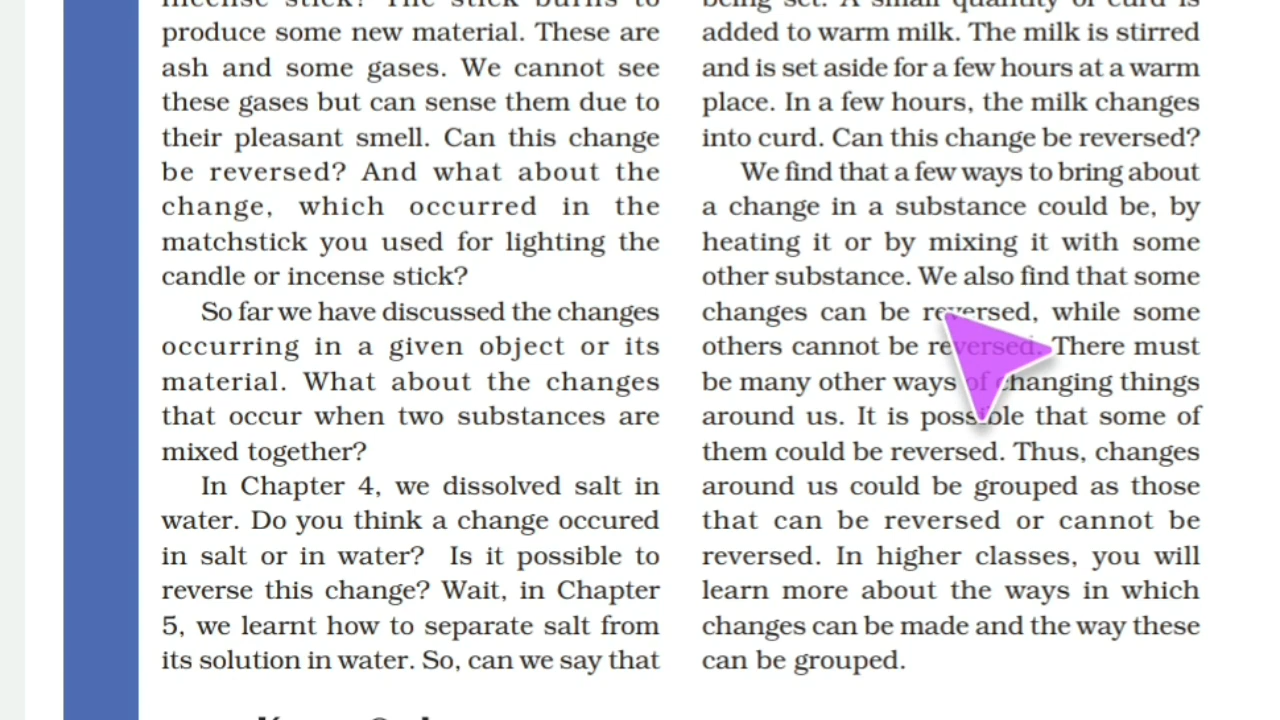 incense stick? The stick burns to
produce some new material. These are
ash and some gases. We cannot see
these gases but can sense them due to
their pleasant smell. Can this change
be reversed? And what about the
change, which occurred in the
matchstick you used for lighting the
candle or incense stick?
So far we have discussed the changes
occurring in a given object or its
material. What about the changes
that occur when two substances are
mixed together?
In Chapter 4, we dissolved salt in
water. Do you think a change occured
in salt or in water? Is it possible to
reverse this change? Wait, in Chapter
5, we learnt how to separate salt from
its solution in water. So, can we say that
being set. A small quantity of curd is
added to warm milk. The milk is stirred
and is set aside for a few hours at a warm
place. In a few hours, the milk changes
into curd. Can this change be reversed?
We find that a few ways to bring about
a change in a substance could be, by
heating it or by mixing it with some
other substance. We also find that some
changes can be reversed, while some
others cannot be reversed. There must
be many other ways of changing things
around us. It is possible that some of
them could be reversed. Thus, changes
around us could be grouped as those
that can be reversed or cannot be
reversed. In higher classes, you will
learn more about the ways in which
changes can be made and the way these
can be grouped.